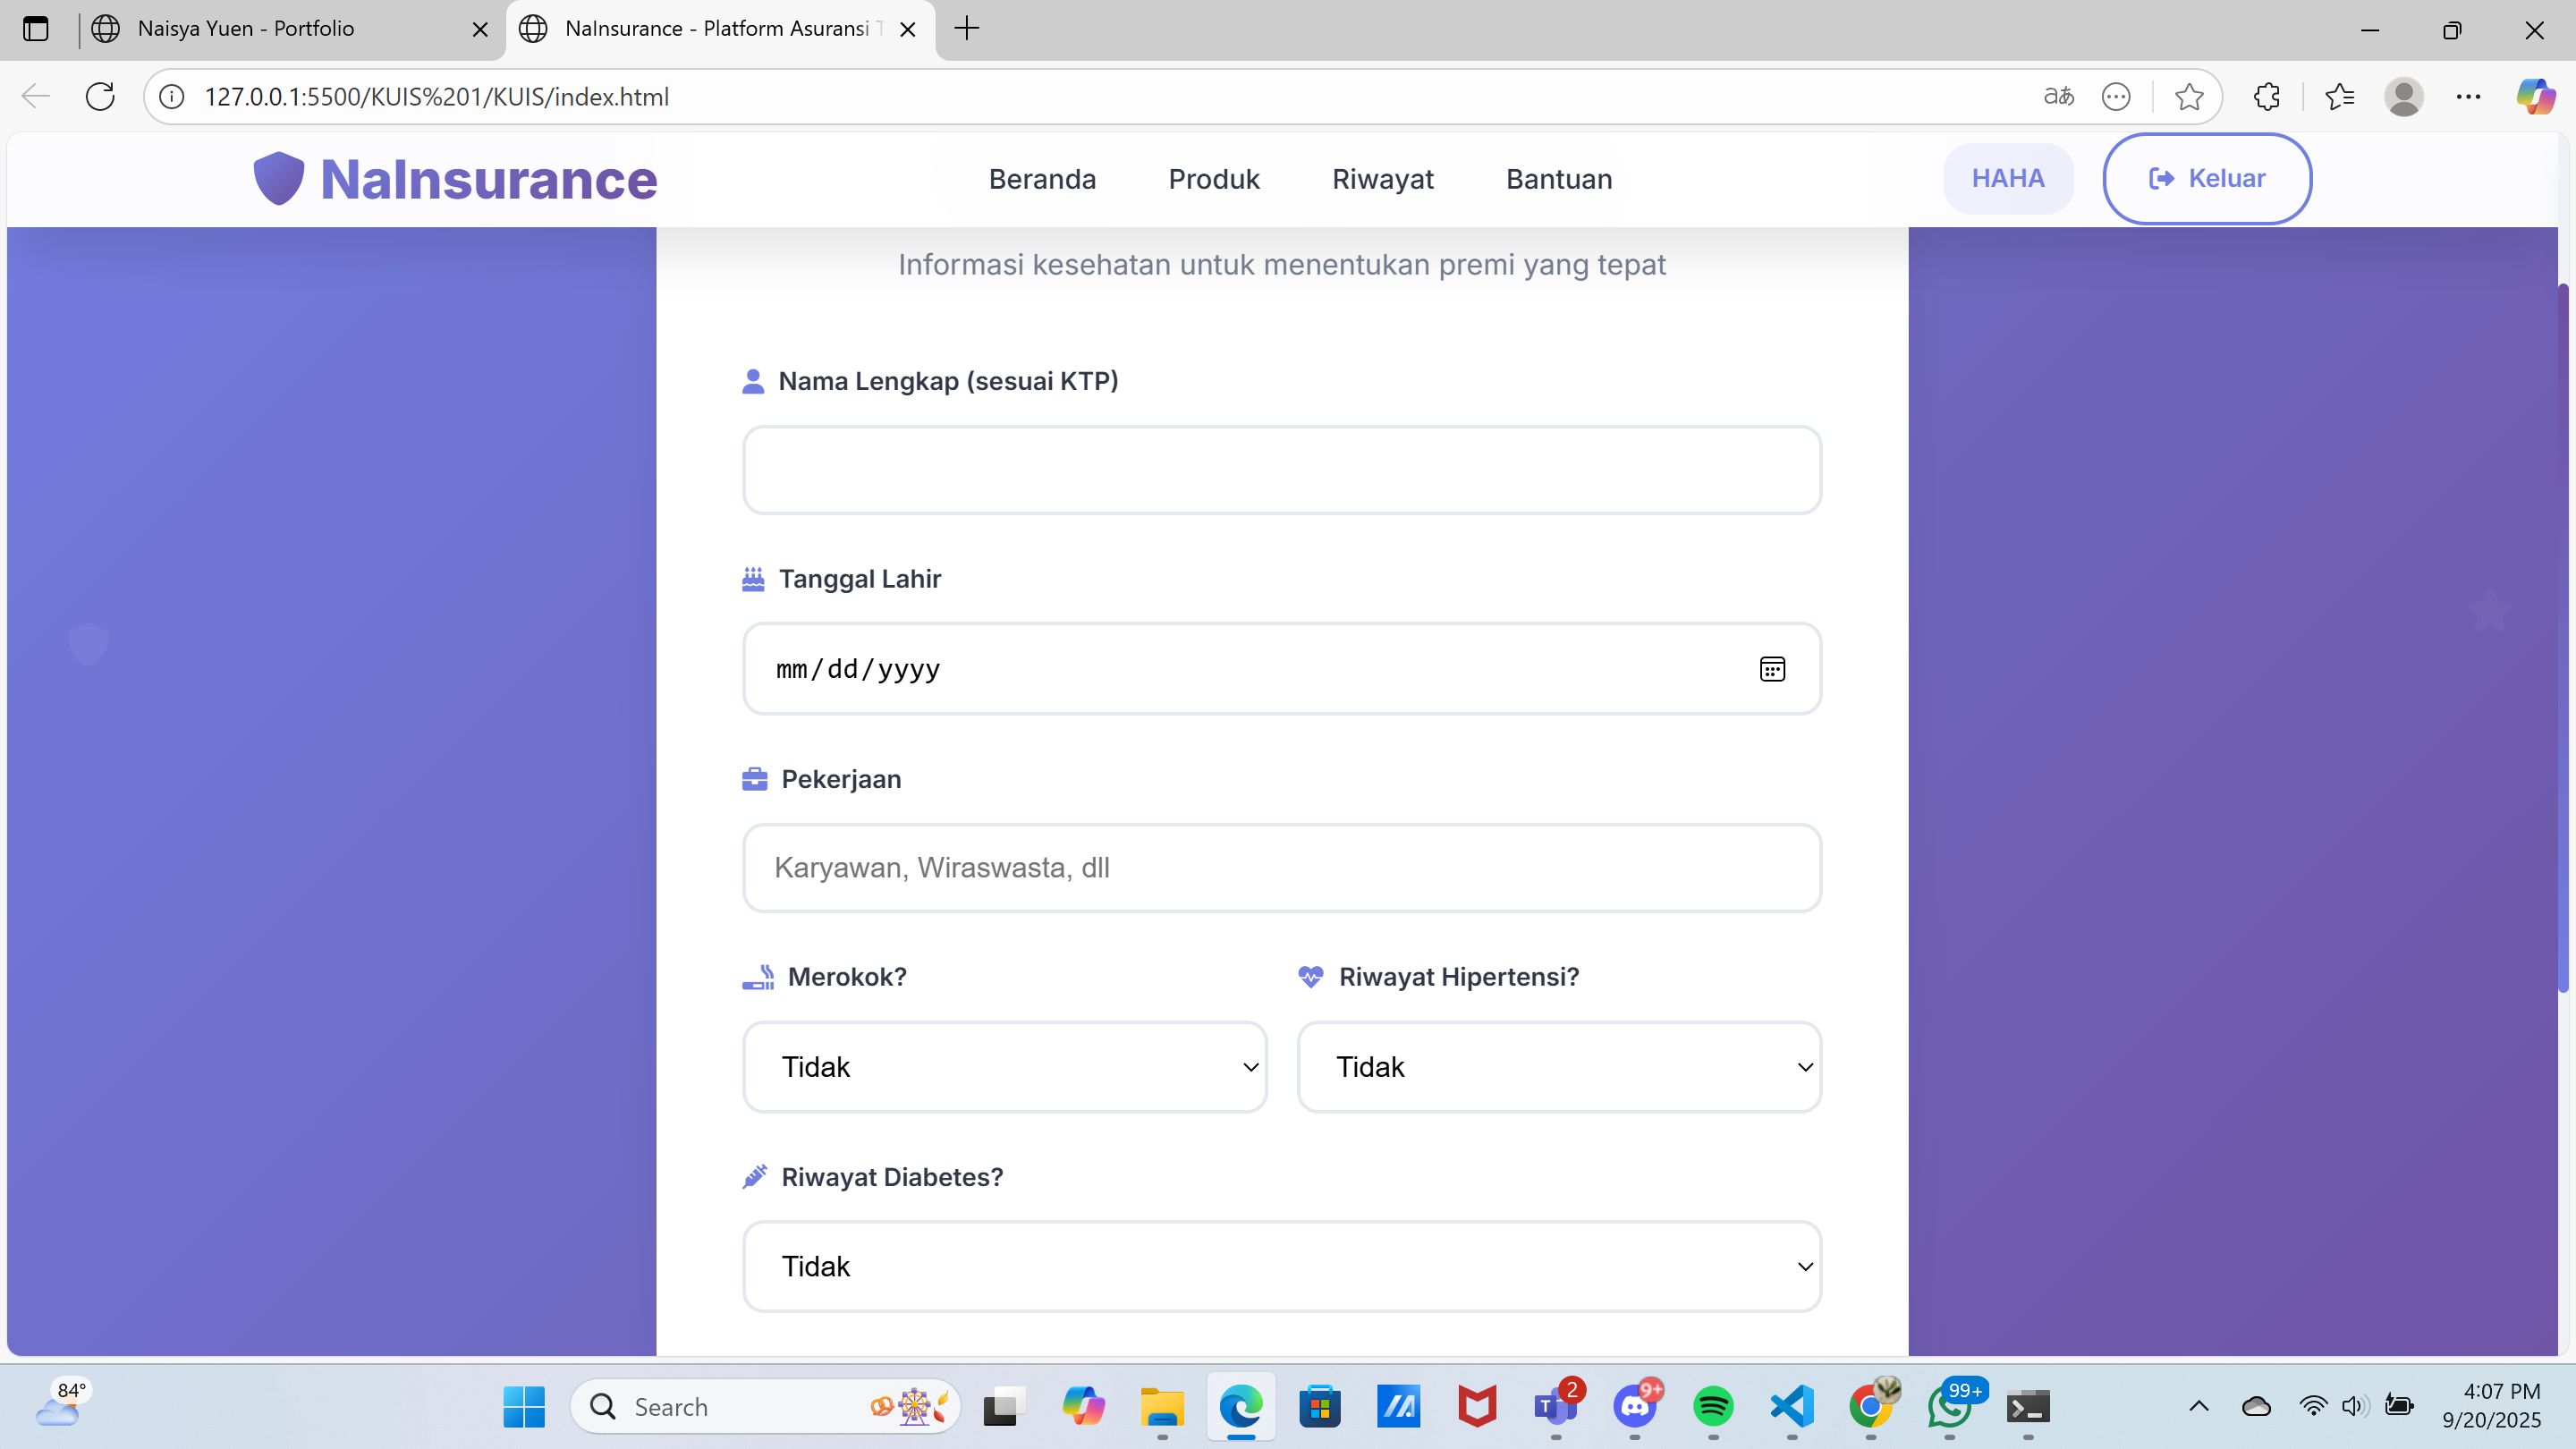 Naisya Yuen - Portfolio
NaInsurance - Platform Asuransi T
127.0.0.1:5500/KUIS%201/KUIS/index.html
aあ
NaInsurance
Beranda
Produk
Riwayat
Bantuan
HAHA
Keluar
Informasi kesehatan untuk menentukan premi yang tepat
Nama Lengkap (sesuai KTP)
Tanggal Lahir
mm/dd/yyyy
Pekerjaan
Karyawan, Wiraswasta, dll
Merokok?
Riwayat Hipertensi?
Tidak
Tidak
Riwayat Diabetes?
Tidak
84°
Search
T
2
9+
99+
4:07 PM
9/20/2025